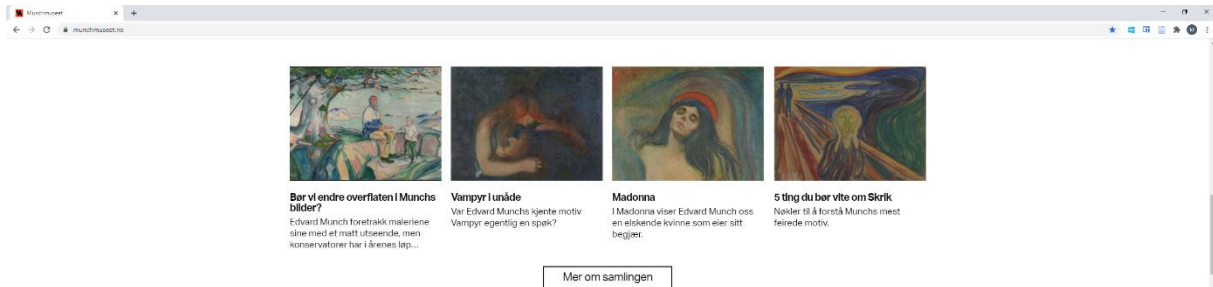 Munchmuseet
munchmuseet.no
Bør vi endre overflaten i Munchs
bilder?
Edvard Munch foretrakk maleriene
sine med et matt utseende, men
konservatorer har i årenes løp...
Vampyr i unåde
Var Edvard Munchs kjente motiv
Vampyr egentlig en spøk?
Madonna
I Madonna viser Edvard Munch oss
en elskende kvinne som eier sitt
begjær.
5 ting du bør vite om Skrik
Nøkler til å forstå Munchs mest
feirede motiv.
Mer om samlingen